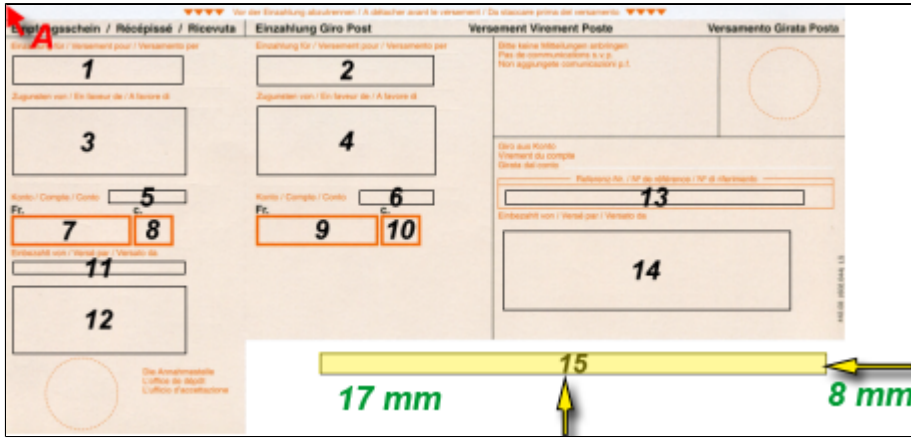 Vor der Einzahlung abzutrennen / A détacher avant le versement / Da staccare prima del versamento
A
Empfangsschein / Récépissé / Ricevuta
Einzahlung Giro Post
Versement Virement Poste
Versamento Girata Posta
Einzahlung für / Versement pour / Versamento per
Einzahlung für / Versement pour / Versamento per
Bitte keine Mitteilungen anbringen
Pas de communications s.v.p.
Non aggiungete comunicazioni p.f.
1
2
Zugunsten von / En faveur de / A favore di
Zugunsten von / En faveur de / A favore di
3
4
Giro aus Konto
Virement du compte
Girata dal conto
Referenz-Nr. / N° de référence / N° di riferimento
Konto / Compte / Conto
5
Konto / Compte / Conto
6
13
Fr.
c.
Fr.
c.
Einbezahlt von / Versé par / Versato da
7
8
9
10
Einbezahlt von / Versé par / Versato da
11
14
12
Die Annahmestelle
L'office de dépôt
L'ufficio d'accettazione
15
17 mm
8 mm